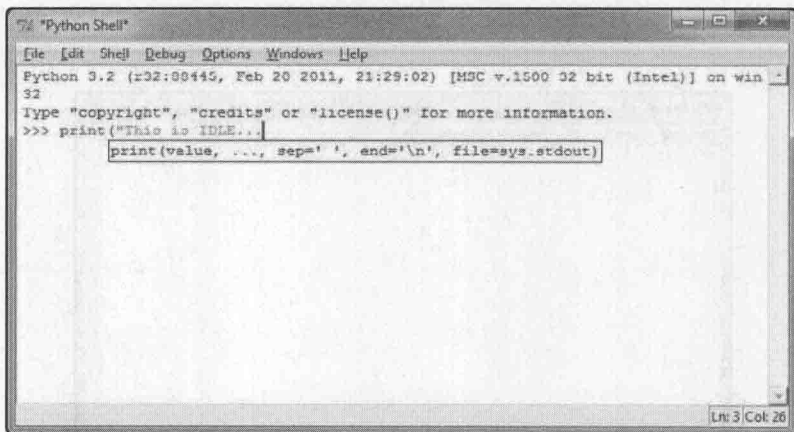 *Python Shell*
File Edit Shell Debug Options Windows Help
Python 3.2 (r32:88445, Feb 20 2011, 21:29:02) [MSC v.1500 32 bit (Intel)] on win
32
Type "copyright", "credits" or "license()" for more information.
>>> print("This is IDLE...
print(value, ..., sep=' ', end='\n', file=sys.stdout)
Ln: 3 Col: 26